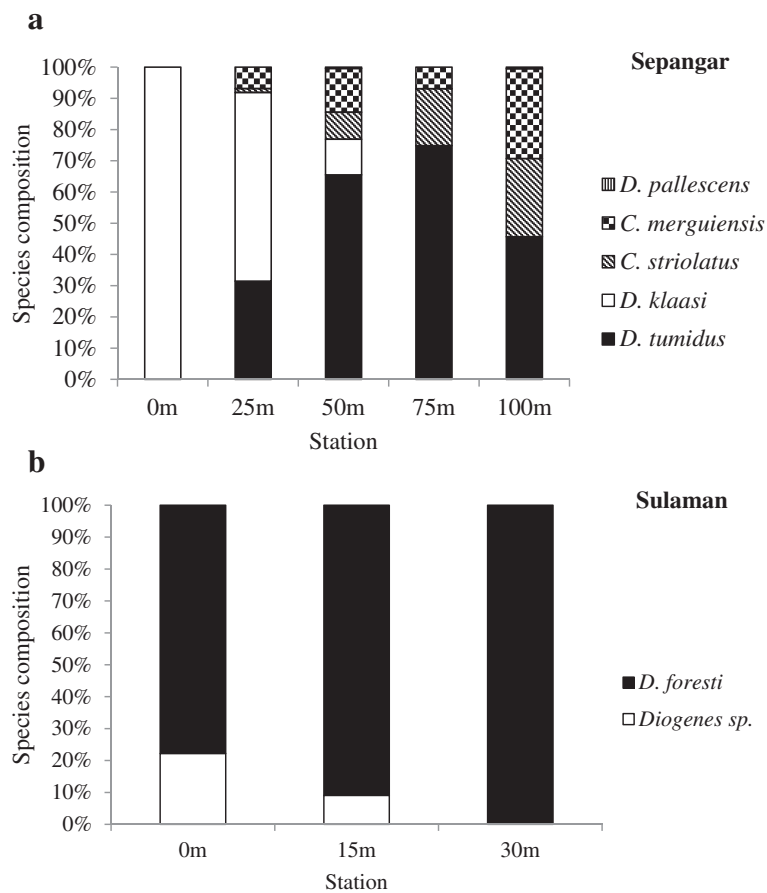 a
Sepangar
100%
90%
80%
70%
60%
50%
40%
30%
20%
10%
0%
Species composition
0m 25m 50m 75m 100m
Station
D. pallescens
C. merguiensis
C. striolatus
D. klaasi
D. tumidus
b
Sulaman
100%
90%
80%
70%
60%
50%
40%
30%
20%
10%
0%
Species composition
0m 15m 30m
Station
D. foresti
Diogenes sp.